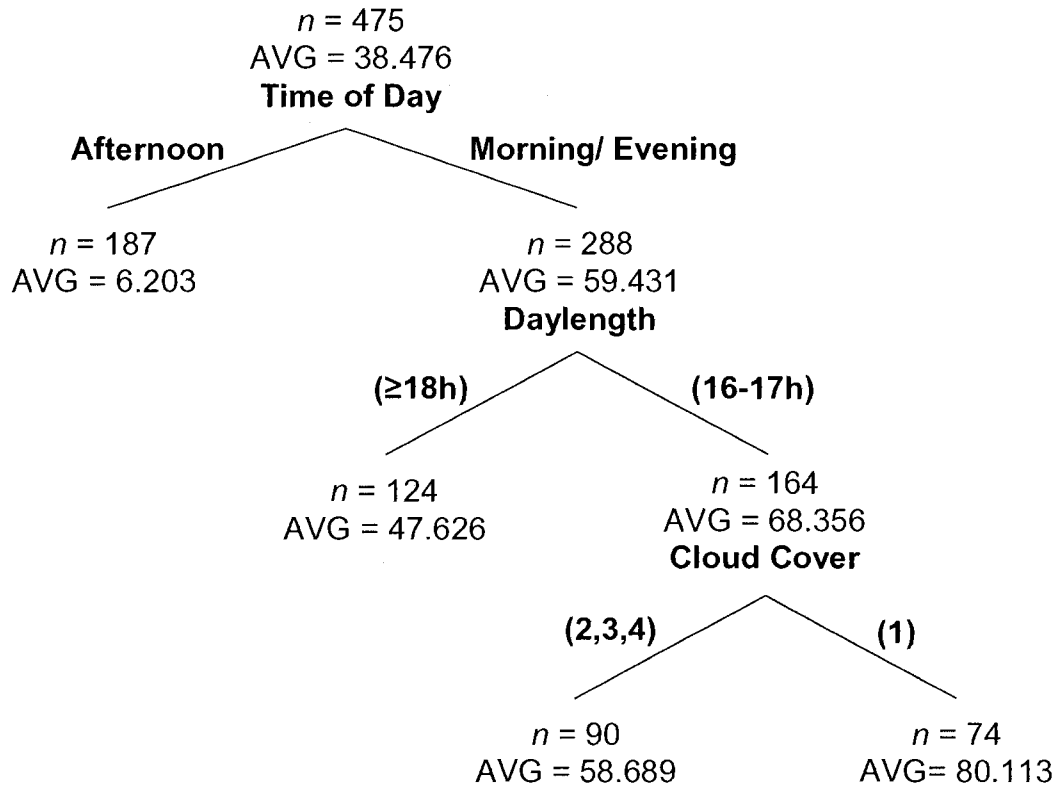 n = 475
AVG = 38.476
Time of Day
Afternoon
Morning/ Evening
n = 187
AVG = 6.203
n = 288
AVG = 59.431
Daylength
(≥18h)
(16-17h)
n = 124
AVG = 47.626
n = 164
AVG = 68.356
Cloud Cover
(2,3,4)
(1)
n = 90
AVG = 58.689
n = 74
AVG= 80.113